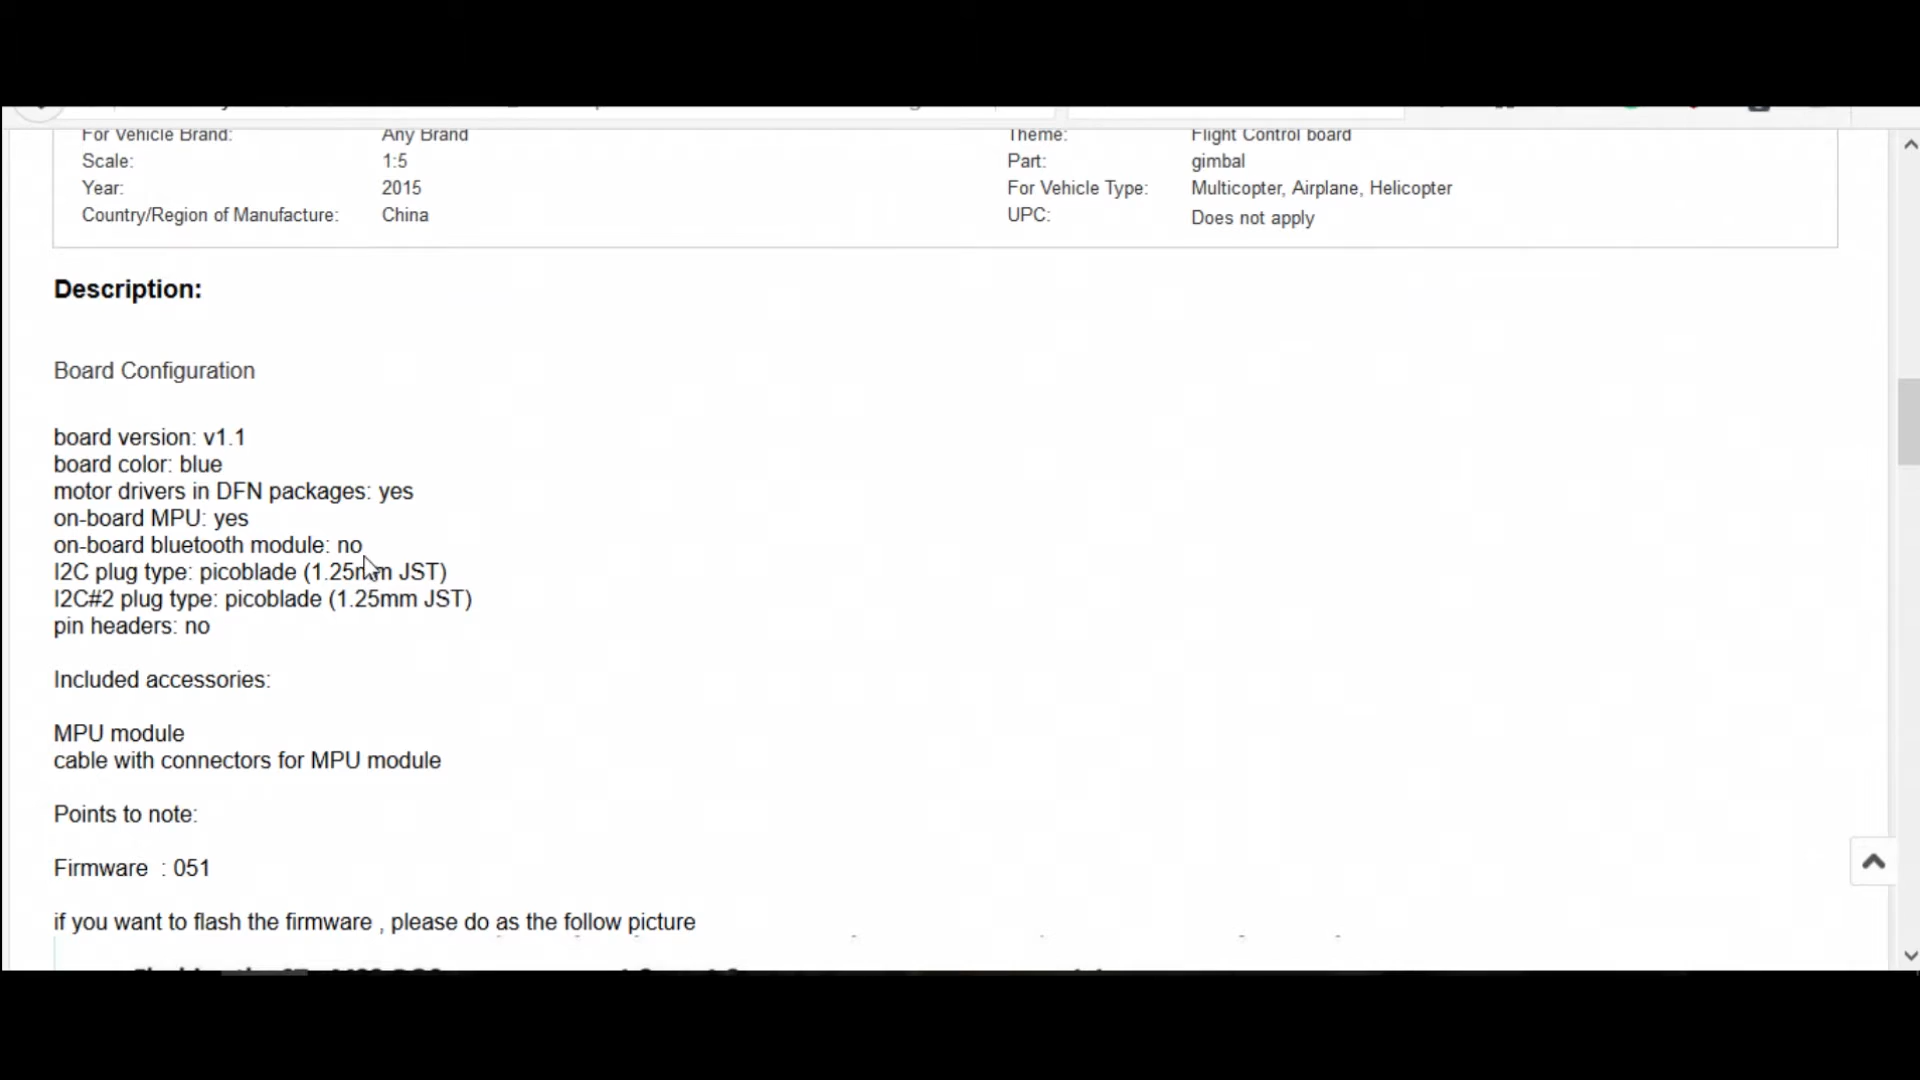 For Vehicle Brand: Any Brand Theme: Flight Control board
Scale: 1:5 Part: gimbal
Year: 2015 For Vehicle Type: Multicopter, Airplane, Helicopter
Country/Region of Manufacture: China UPC: Does not apply
Description:
Board Configuration
board version: v1.1
board color: blue
motor drivers in DFN packages: yes
on-board MPU: yes
on-board bluetooth module: no
I2C plug type: picoblade (1.25mm JST)
I2C#2 plug type: picoblade (1.25mm JST)
pin headers: no
Included accessories:
MPU module
cable with connectors for MPU module
Points to note:
Firmware : 051
if you want to flash the firmware , please do as the follow picture